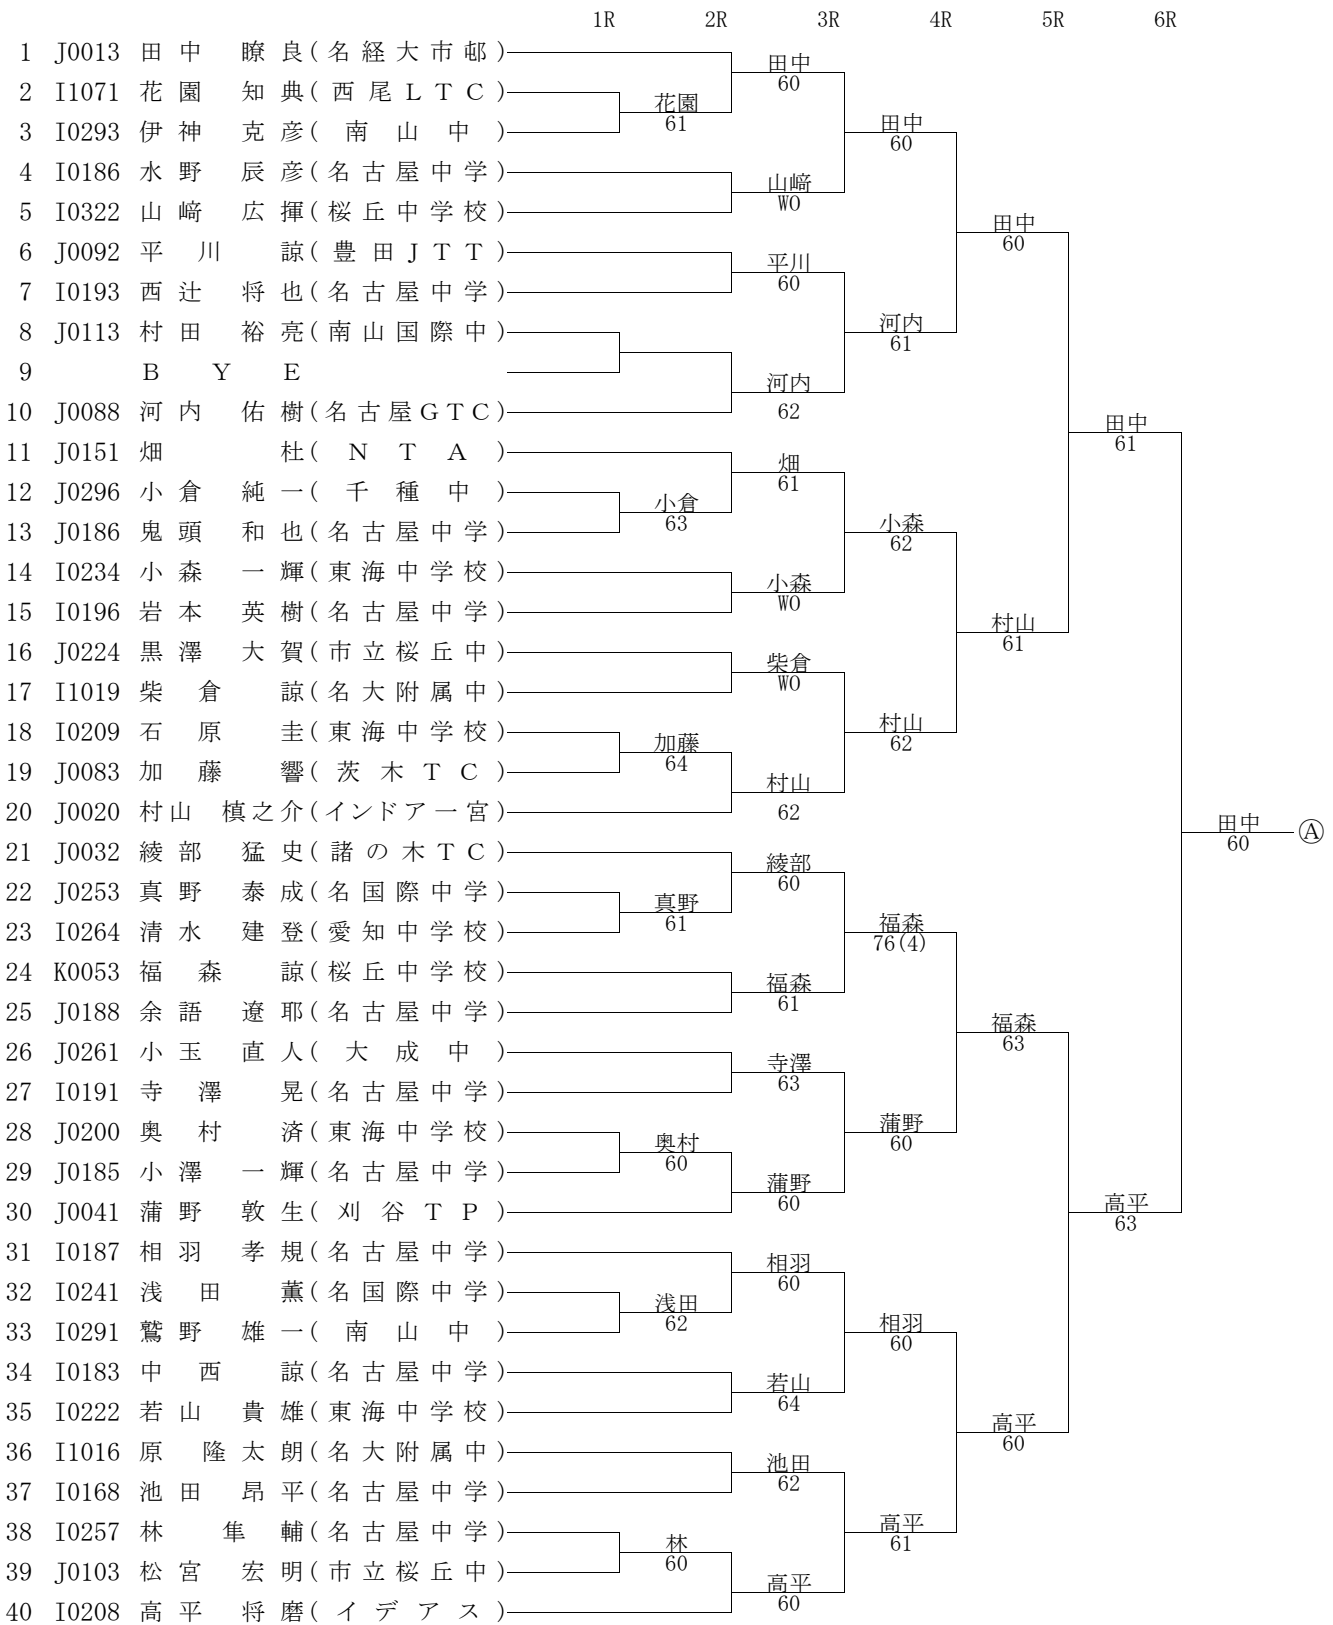 1R 2R 3R 4R 5R 6R
1 J0013 田中 瞭良(名経大市邨)
田中
60
2 I1071 花園 知典(西尾LTC)
花園
61
3 I0293 伊神 克彦(南山中)
田中
60
4 I0186 水野 辰彦(名古屋中学)
山﨑
WO
5 I0322 山﨑 広揮(桜丘中学校)
田中
60
6 J0092 平川 諒(豊田JTT)
平川
60
7 I0193 西辻 将也(名古屋中学)
8 J0113 村田 裕亮(南山国際中)
河内
61
9 BYE
河内
62
10 J0088 河内 佑樹(名古屋GTC)
田中
61
11 J0151 畑 杜(NTA)
畑
61
12 J0296 小倉 純一(千種中)
小倉
63
13 J0186 鬼頭 和也(名古屋中学)
小森
62
14 I0234 小森 一輝(東海中学校)
小森
WO
15 I0196 岩本 英樹(名古屋中学)
村山
61
16 J0224 黒澤 大賀(市立桜丘中)
柴倉
WO
17 I1019 柴倉 諒(名大附属中)
18 I0209 石原 圭(東海中学校)
村山
62
加藤
64
19 J0083 加藤 響(茨木TC)
村山
62
20 J0020 村山 槙之介(インドア一宮)
田中 Ⓐ
60
21 J0032 綾部 猛史(諸の木TC)
綾部
60
22 J0253 真野 泰成(名国際中学)
真野
61
23 I0264 清水 建登(愛知中学校)
福森
76(4)
24 K0053 福森 諒(桜丘中学校)
福森
61
25 J0188 余語 遼耶(名古屋中学)
福森
63
26 J0261 小玉 直人(大成中)
寺澤
63
27 I0191 寺澤 晃(名古屋中学)
28 J0200 奥村 済(東海中学校)
蒲野
60
奥村
60
29 J0185 小澤 一輝(名古屋中学)
蒲野
60
30 J0041 蒲野 敦生(刈谷TP)
高平
63
31 I0187 相羽 孝規(名古屋中学)
相羽
60
32 I0241 浅田 薫(名国際中学)
浅田
62
33 I0291 鷲野 雄一(南山中)
相羽
60
34 I0183 中西 諒(名古屋中学)
若山
64
35 I0222 若山 貴雄(東海中学校)
高平
60
36 I1016 原 隆太朗(名大附属中)
池田
62
37 I0168 池田 昂平(名古屋中学)
38 I0257 林 隼輔(名古屋中学)
高平
61
林
60
39 J0103 松宮 宏明(市立桜丘中)
高平
60
40 I0208 高平 将磨(イデアス)